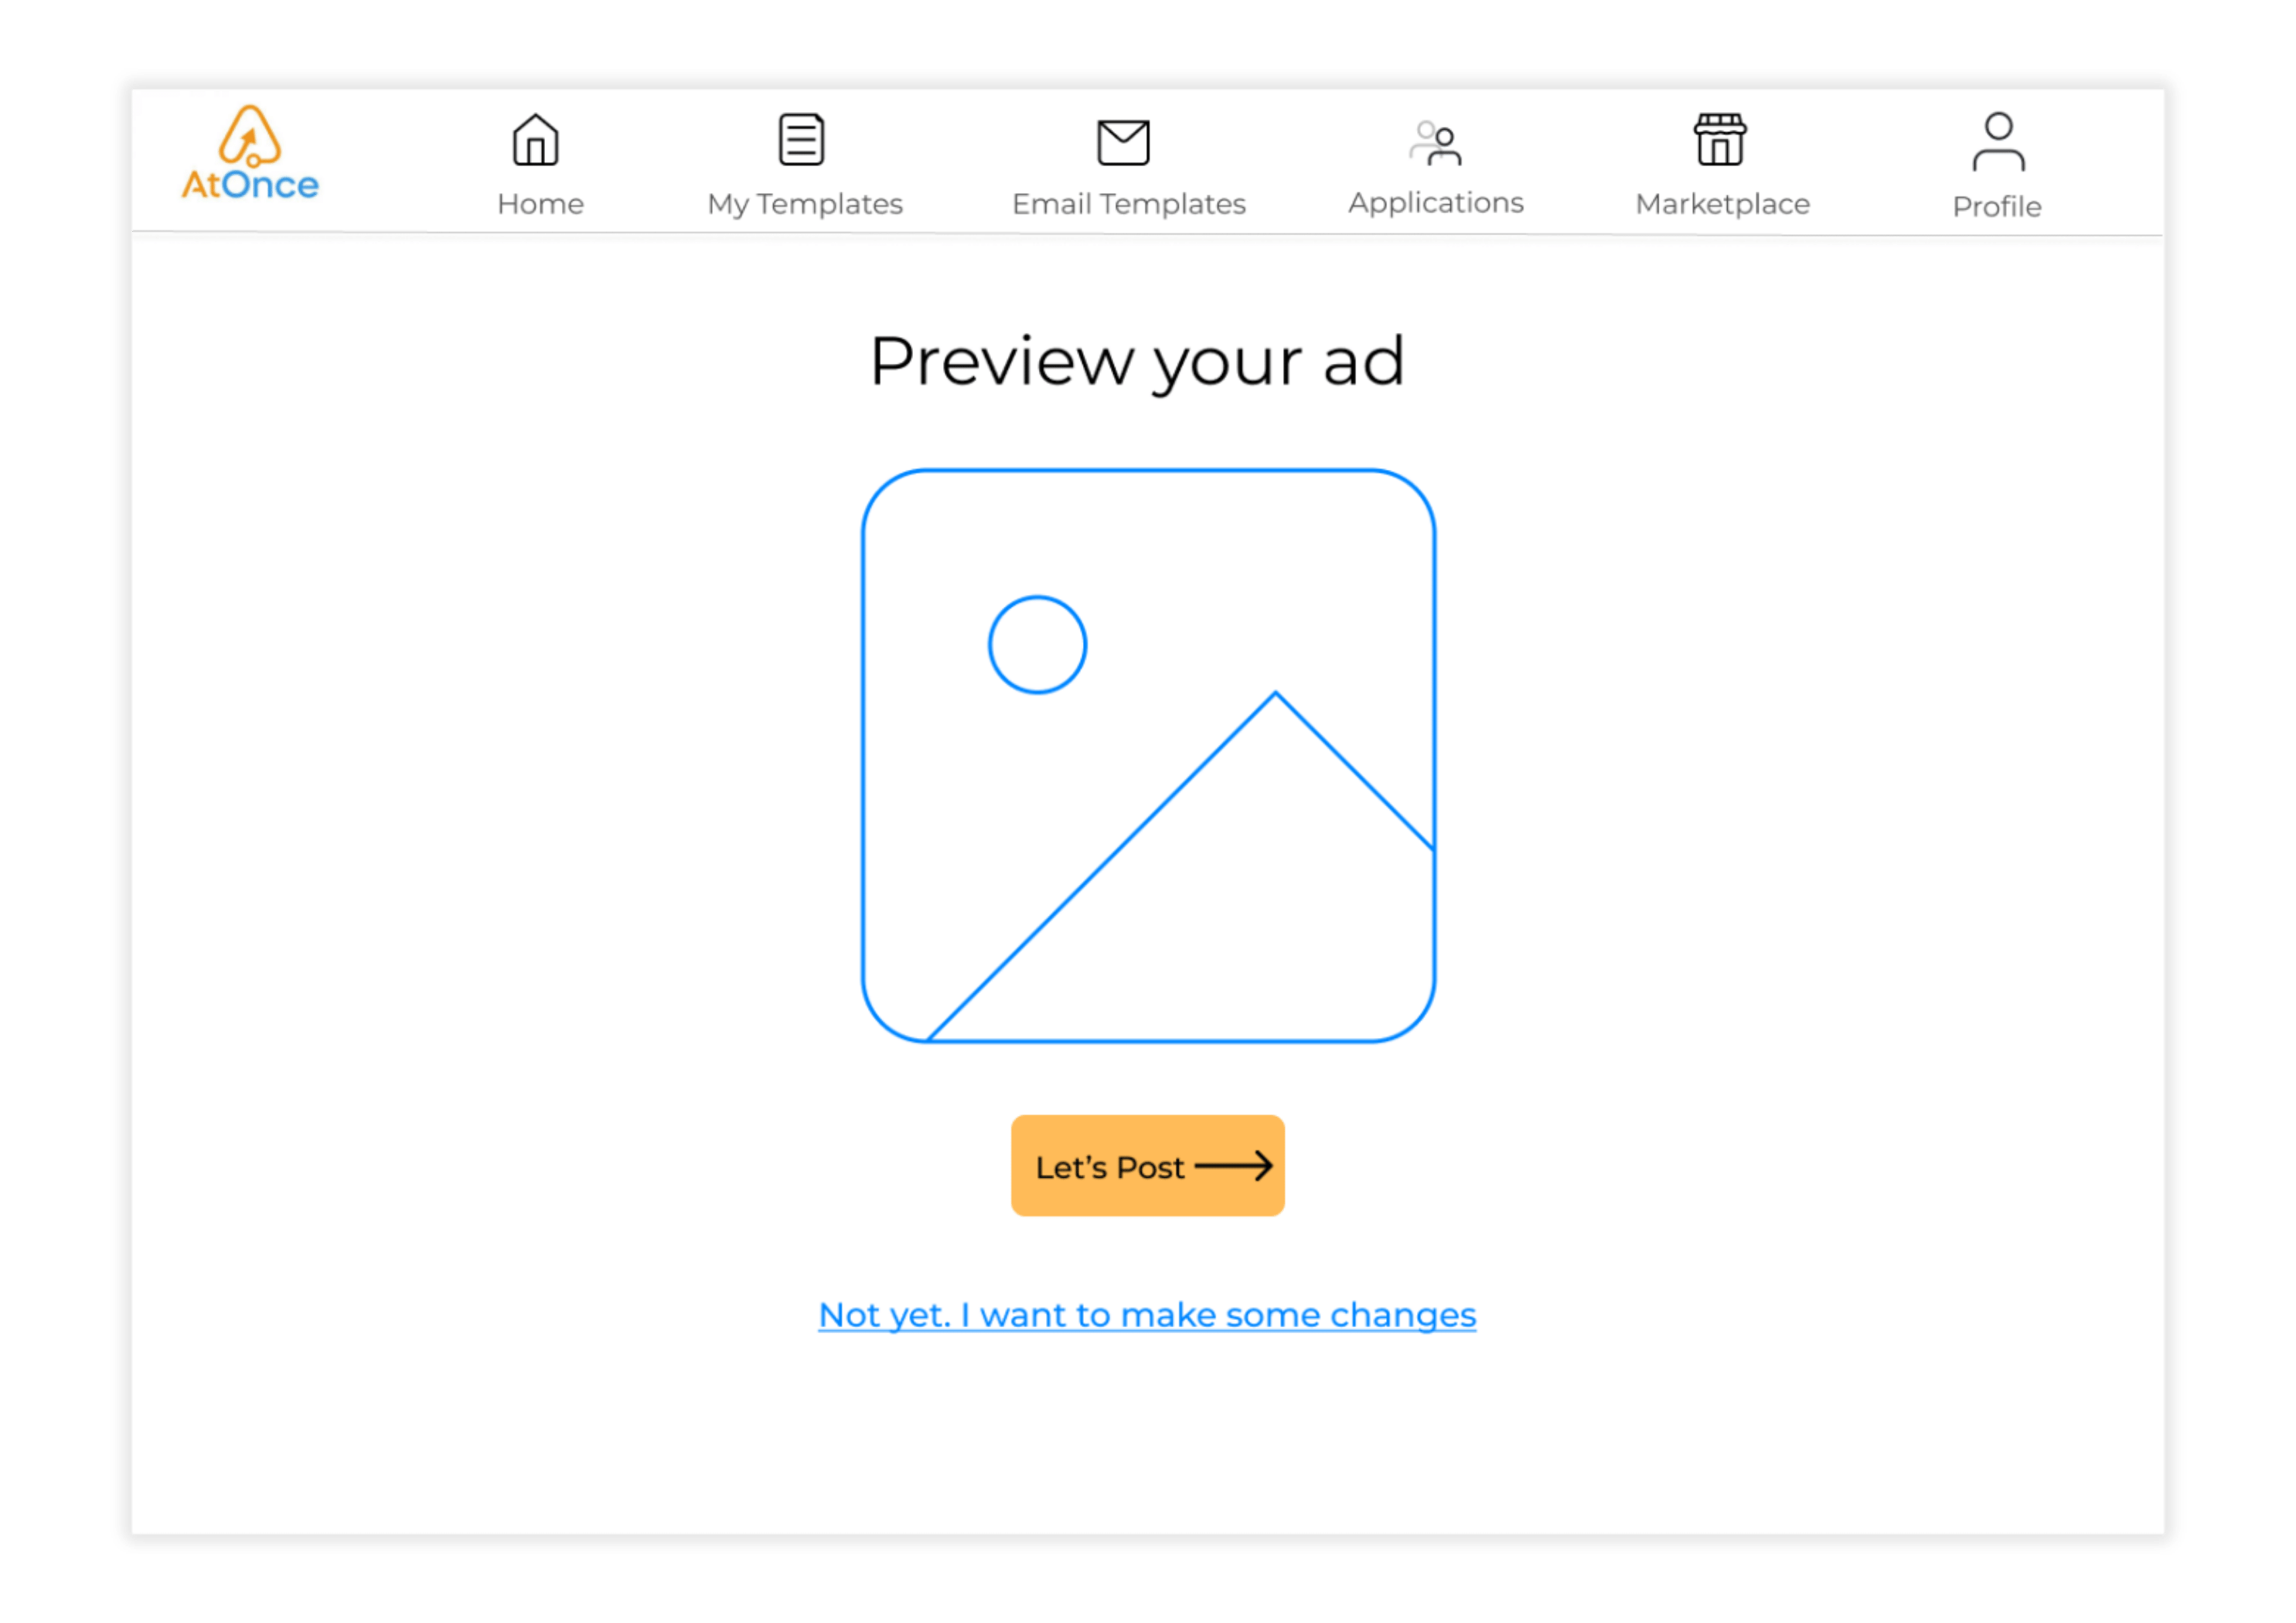 AtOnce
Home
My Templates
Email Templates
Applications
Marketplace
Profile
Preview your ad
Let's Post
Not yet. I want to make some changes